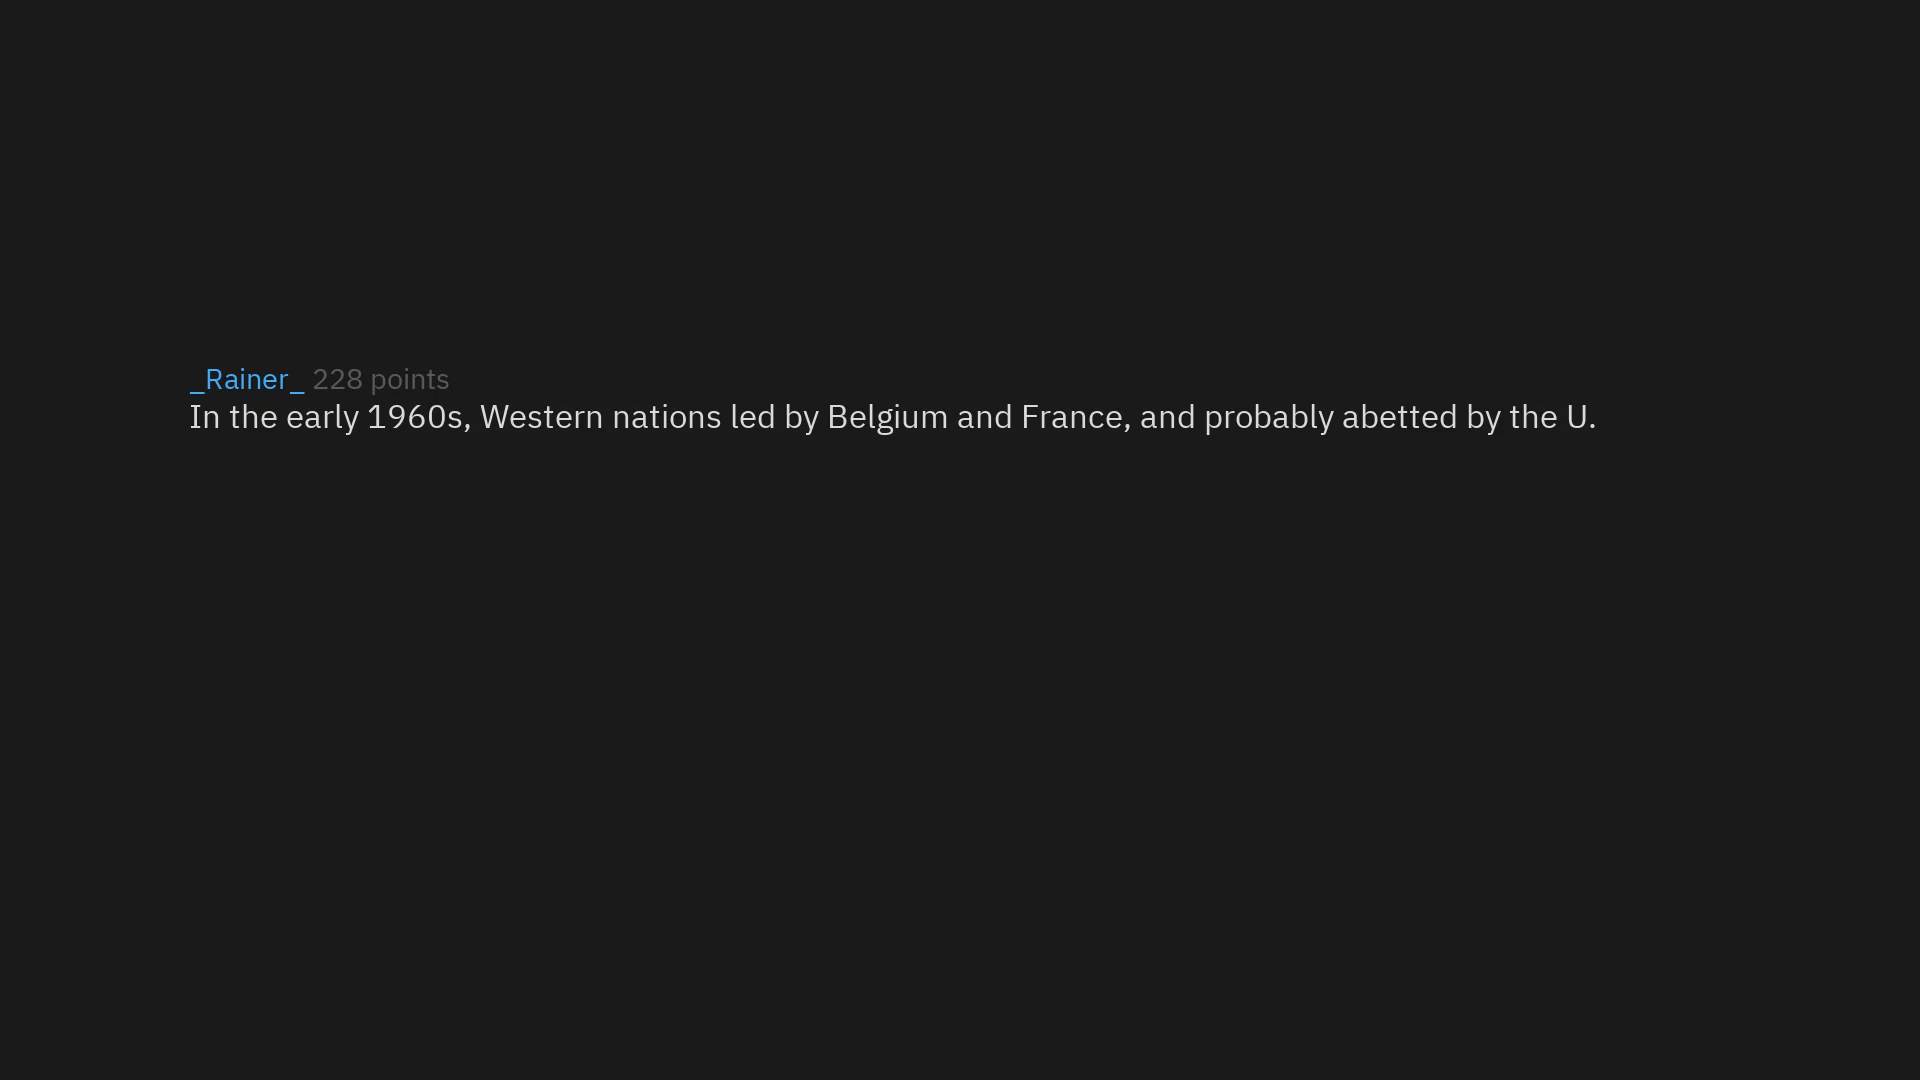 _Rainer_ 228 points
In the early 1960s, Western nations led by Belgium and France, and probably abetted by the U.